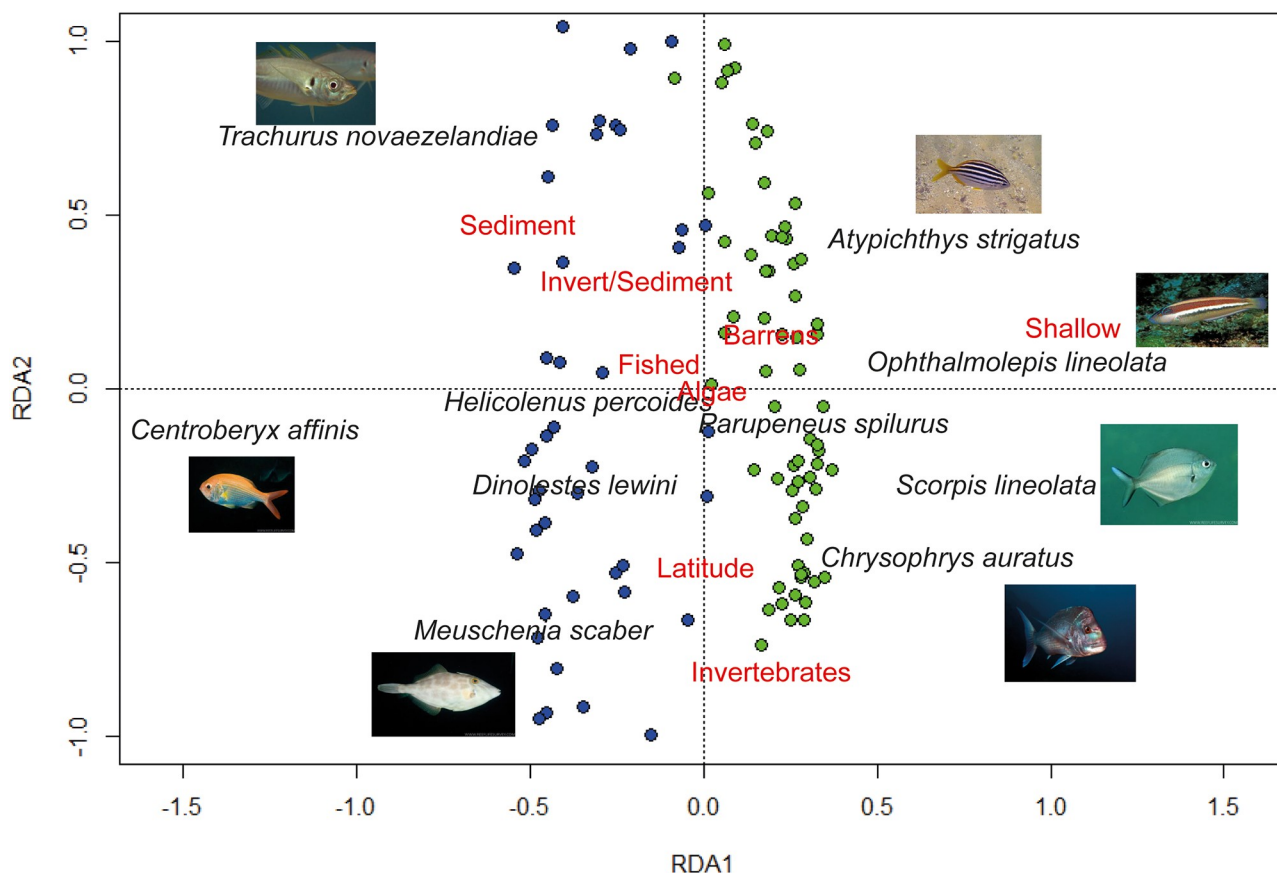 1.0
Trachurus novaezelandiae
Atypichthys strigatus
0.5
Sediment
Invert/Sediment
Barrens
Shallow
Fished
Ophthalmolepis lineolata
RDA2
0.0
Algae
Helicolenus percoides
Parupeneus spilurus
Centroberyx affinis
Dinolestes lewini
Scorpis lineolata
-0.5
Latitude
Chrysophrys auratus
Meuschenia scaber
Invertebrates
-1.0
-1.5 -1.0 -0.5 0.0 0.5 1.0 1.5
RDA1